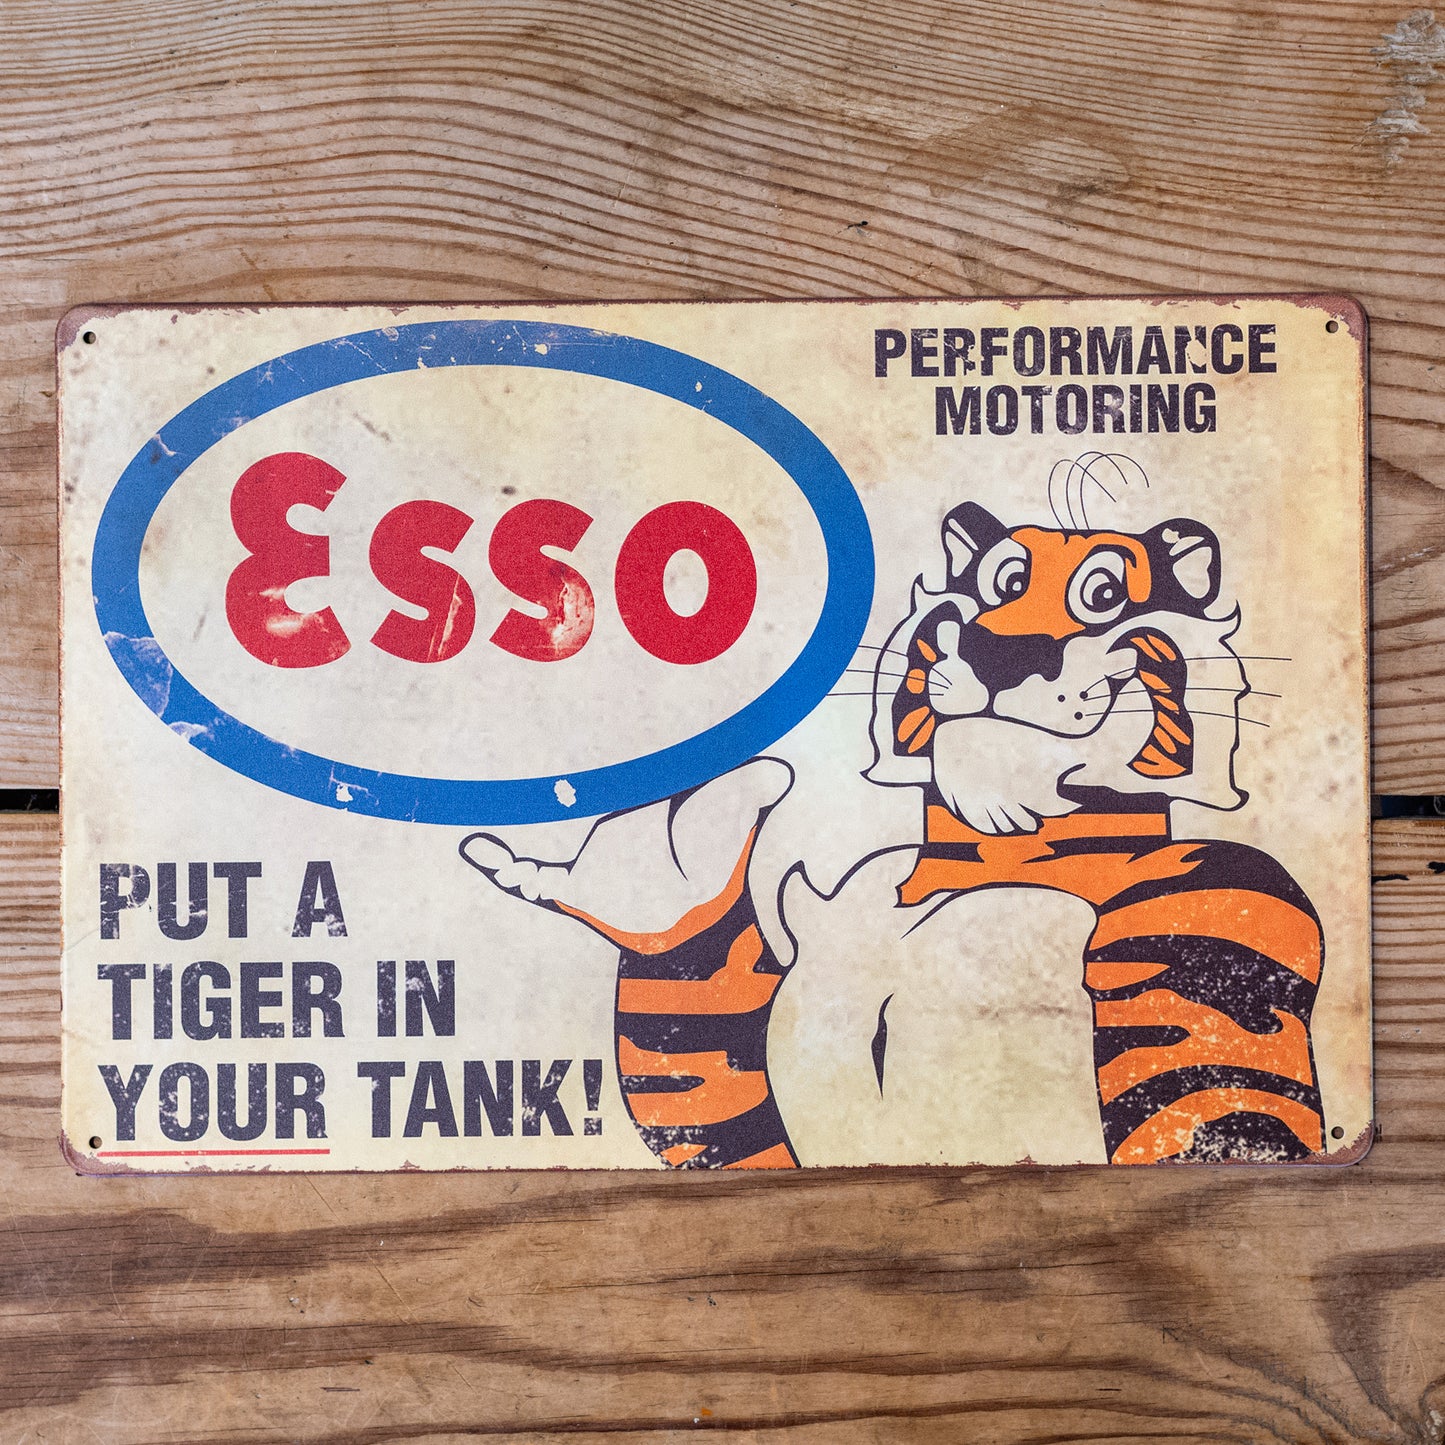 Esso
PERFORMANCE
MOTORING
PUT A
TIGER IN
YOUR TANK!